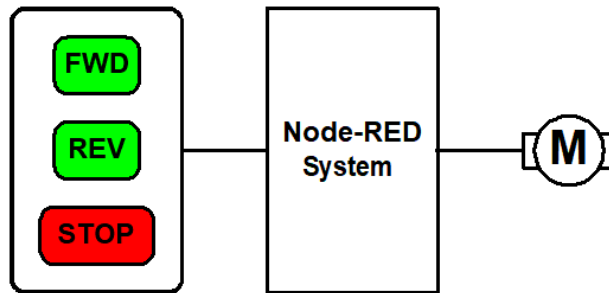 FWD
REV
STOP
Node-RED
System
M